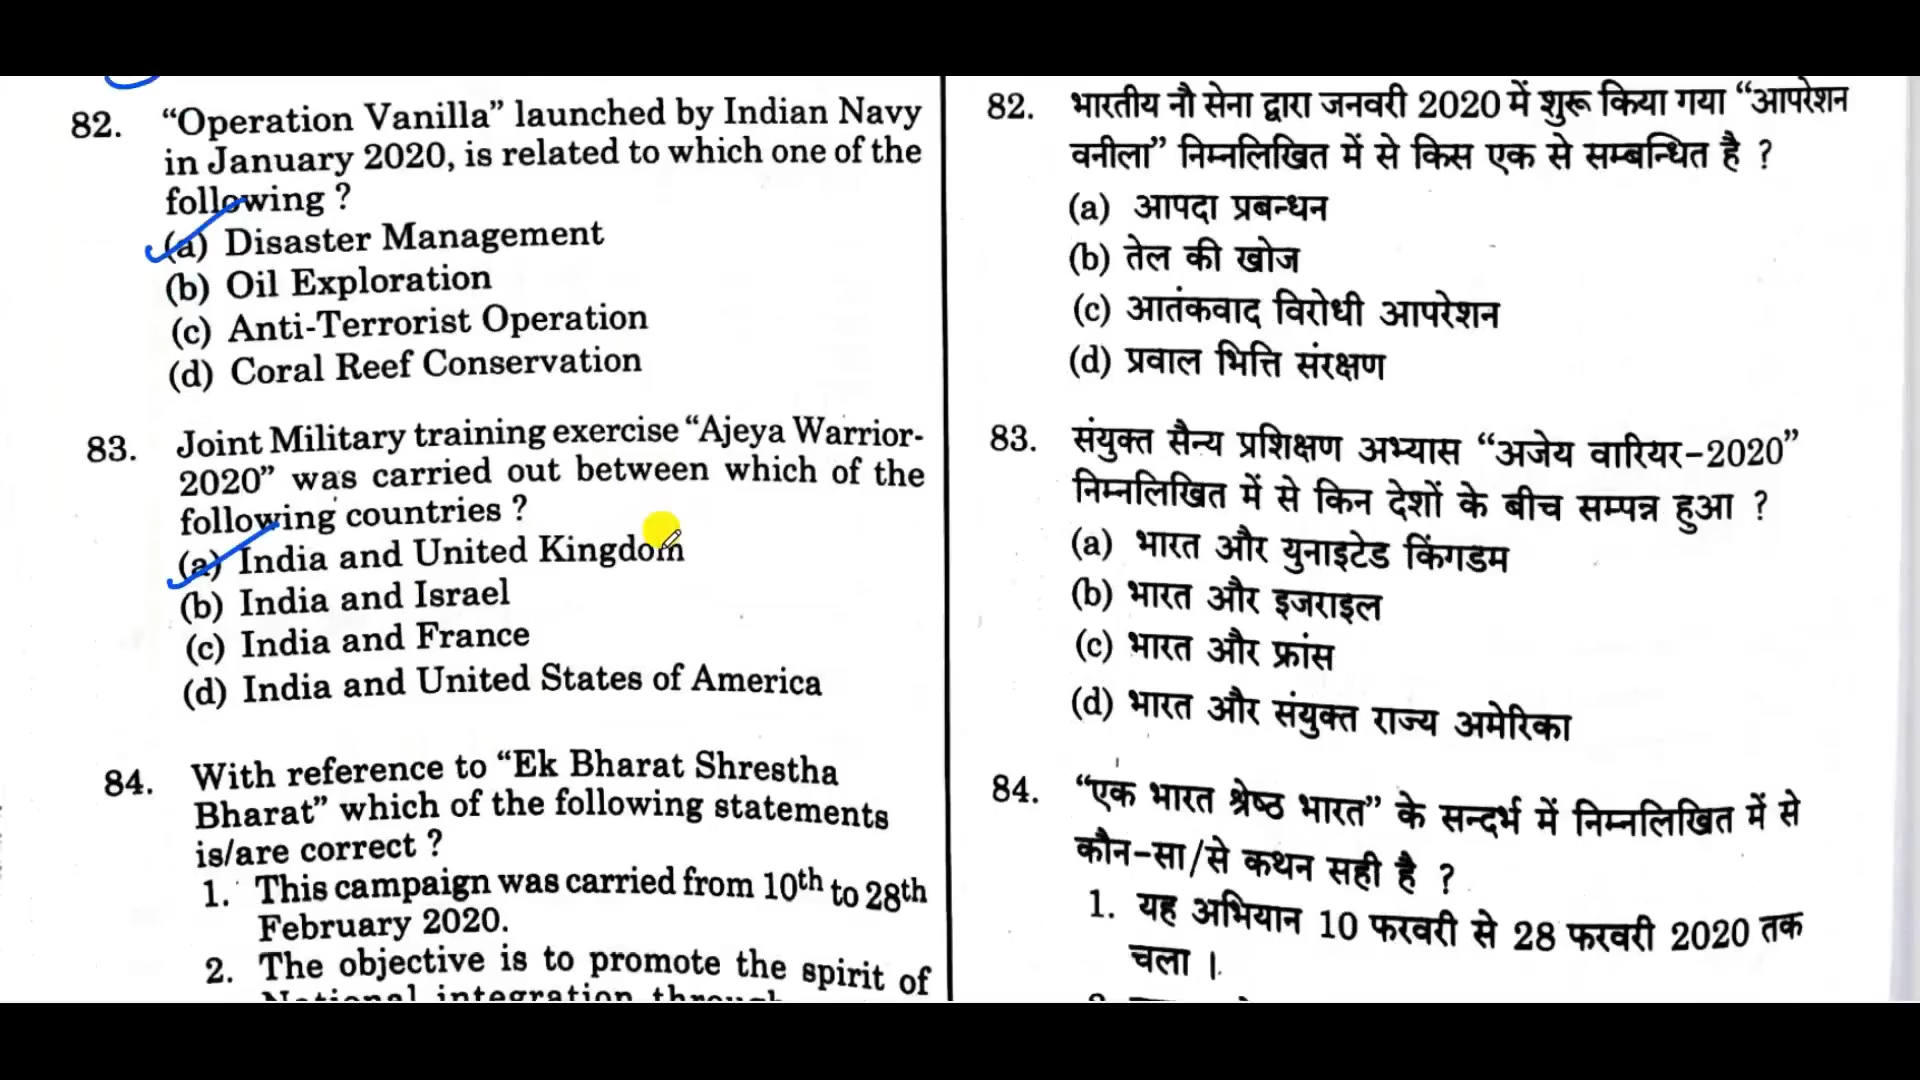 82. “Operation Vanilla” launched by Indian Navy
in January 2020, is related to which one of the
following ?
(a) Disaster Management
(b) Oil Exploration
(c) Anti-Terrorist Operation
(d) Coral Reef Conservation
83. Joint Military training exercise “Ajeya Warrior-
2020” was carried out between which of the
following countries ?
(a) India and United Kingdom
(b) India and Israel
(c) India and France
(d) India and United States of America
84. With reference to “Ek Bharat Shrestha
Bharat” which of the following statements
is/are correct ?
1. This campaign was carried from 10th to 28th
February 2020.
2. The objective is to promote the spirit of
National integration through
82. भारतीय नौ सेना द्वारा जनवरी 2020 में शुरू किया गया “आपरेशन
वनीला” निम्नलिखित में से किस एक से सम्बन्धित है ?
(a) आपदा प्रबन्धन
(b) तेल की खोज
(c) आतंकवाद विरोधी आपरेशन
(d) प्रवाल भित्ति संरक्षण
83. संयुक्त सैन्य प्रशिक्षण अभ्यास “अजेय वारियर-2020”
निम्नलिखित में से किन देशों के बीच सम्पन्न हुआ ?
(a) भारत और युनाइटेड किंगडम
(b) भारत और इजराइल
(c) भारत और फ्रांस
(d) भारत और संयुक्त राज्य अमेरिका
84. “एक भारत श्रेष्ठ भारत” के सन्दर्भ में निम्नलिखित में से
कौन-सा/से कथन सही है ?
1. यह अभियान 10 फरवरी से 28 फरवरी 2020 तक
चला ।